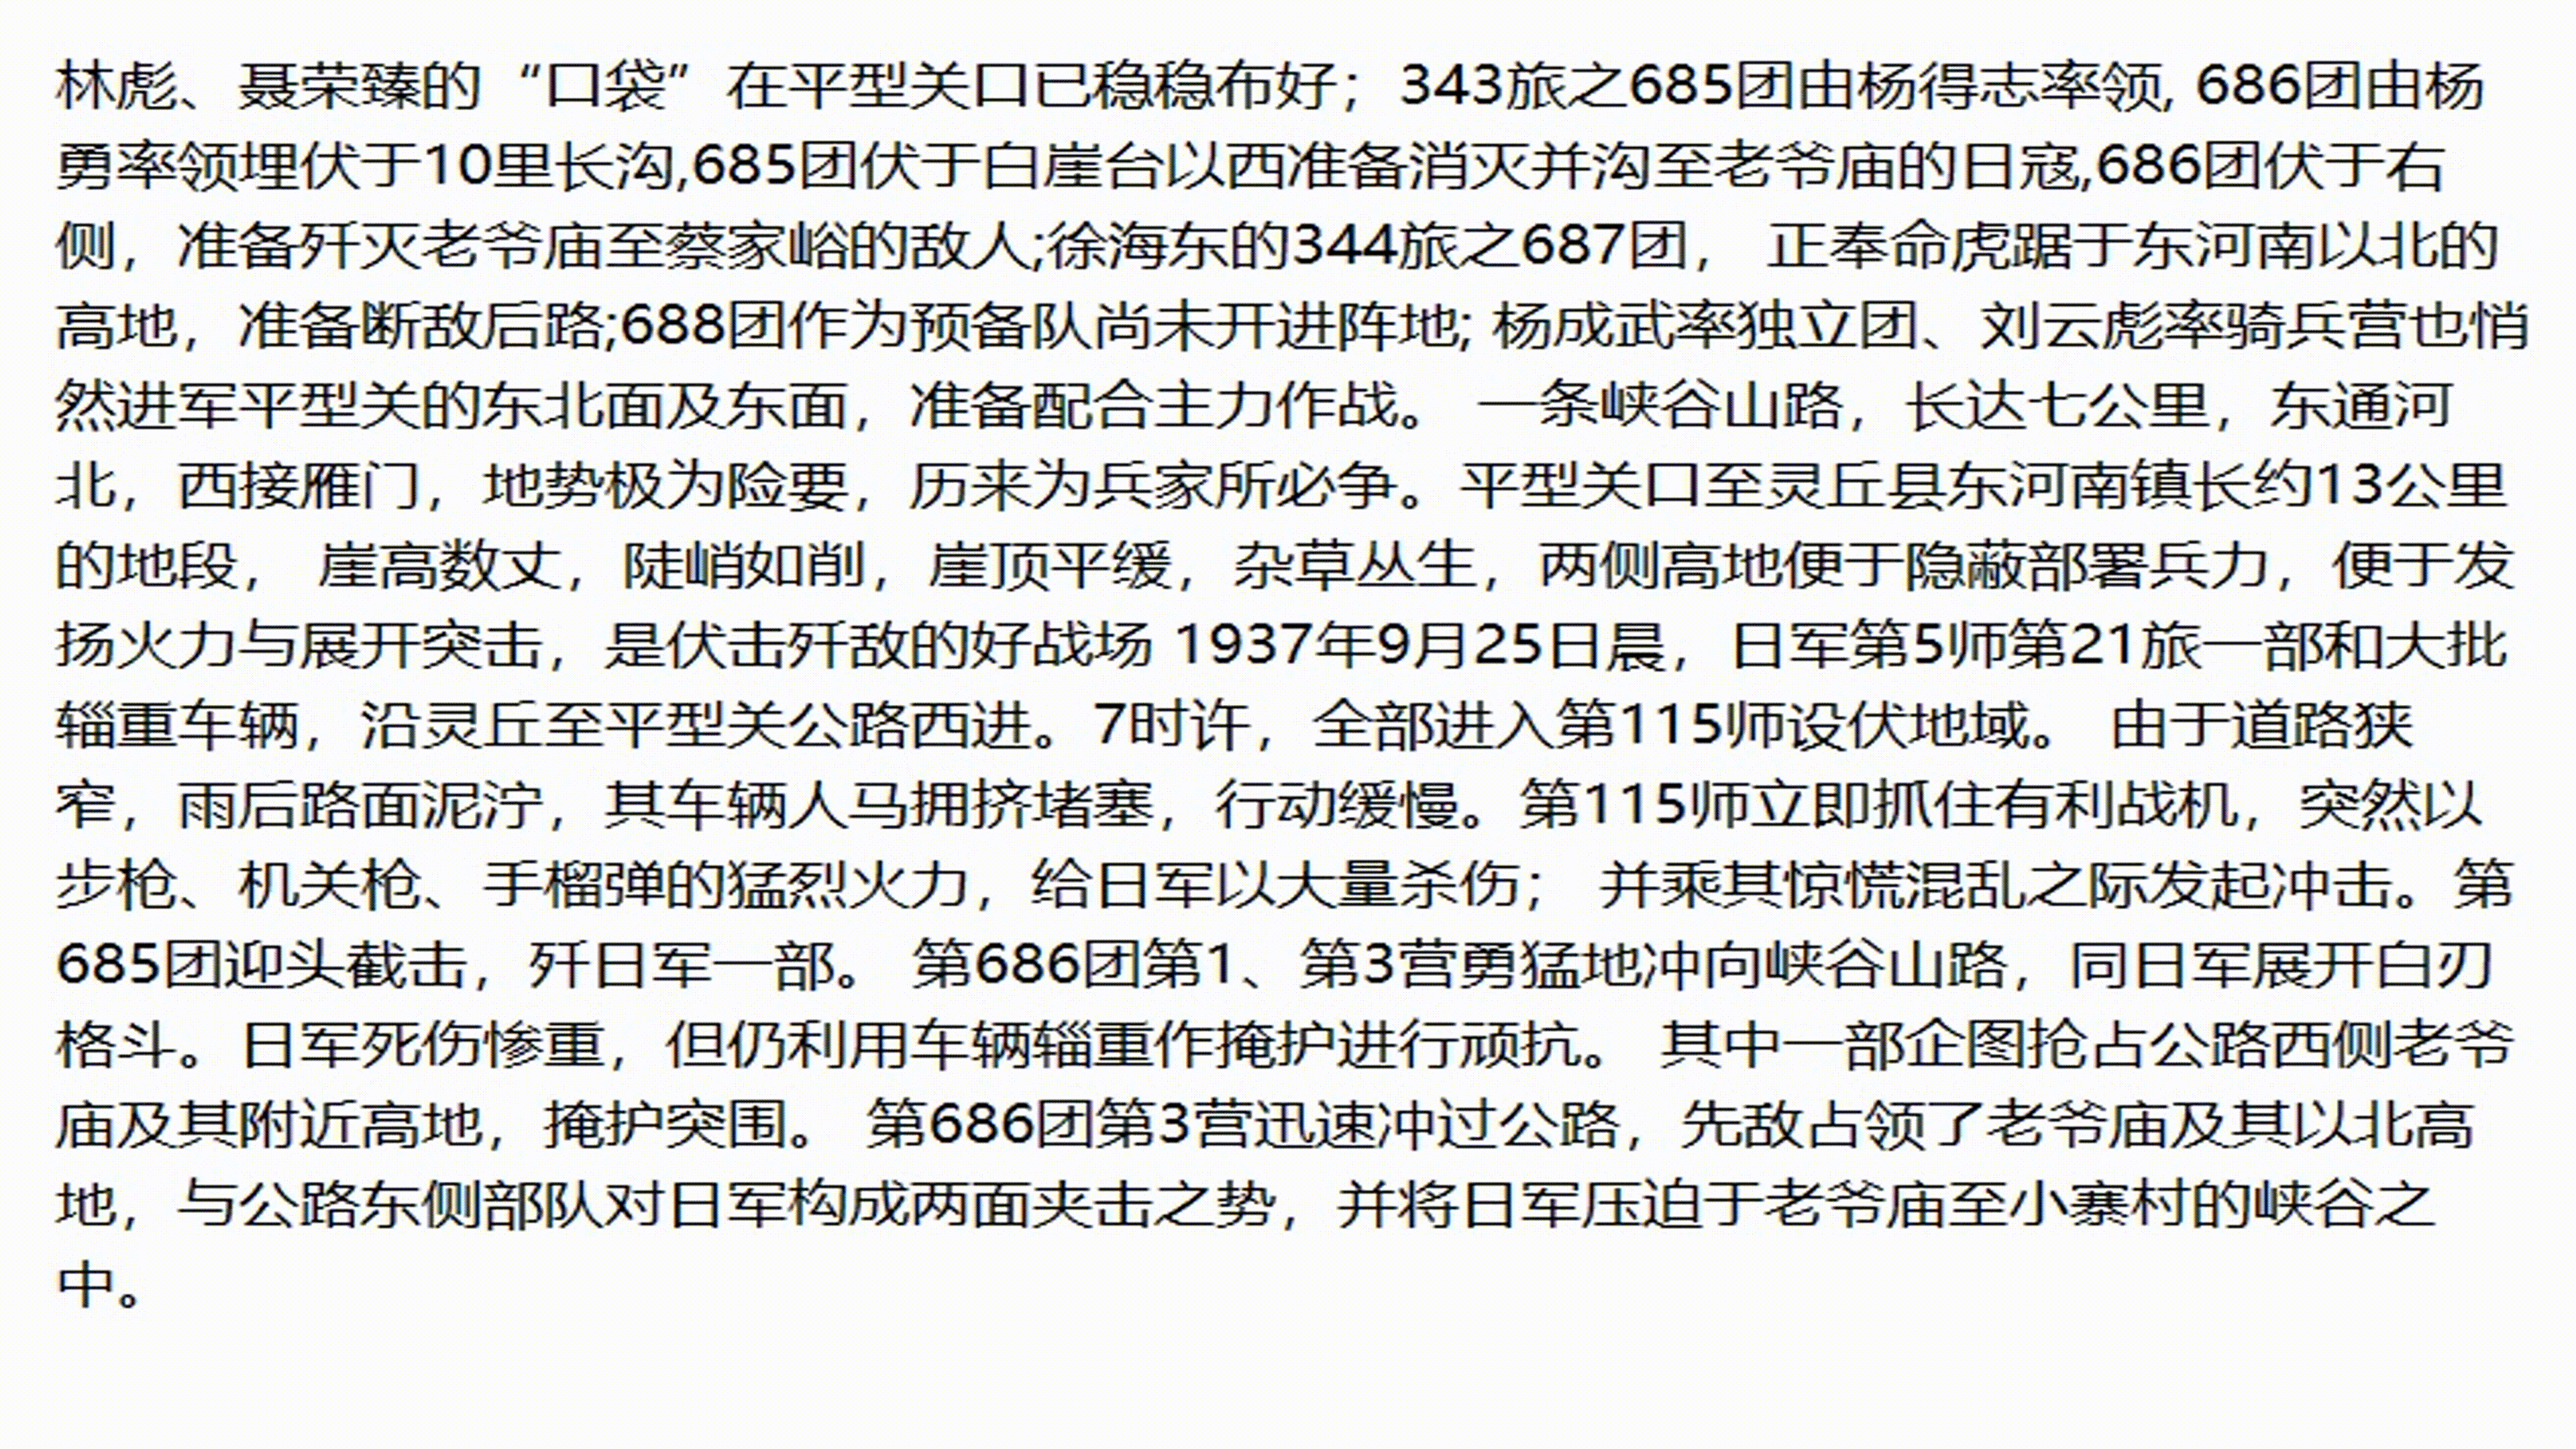 林彪、聂荣臻的“口袋”在平型关口已稳稳布好；343旅之685团由杨得志率领, 686团由杨
勇率领埋伏于10里长沟,685团伏于白崖台以西准备消灭并沟至老爷庙的日寇,686团伏于右
侧，准备歼灭老爷庙至蔡家峪的敌人;徐海东的344旅之687团， 正奉命虎踞于东河南以北的
高地，准备断敌后路;688团作为预备队尚未开进阵地; 杨成武率独立团、刘云彪率骑兵营也悄
然进军平型关的东北面及东面，准备配合主力作战。 一条峡谷山路，长达七公里，东通河
北，西接雁门，地势极为险要，历来为兵家所必争。平型关口至灵丘县东河南镇长约13公里
的地段， 崖高数丈，陡峭如削，崖顶平缓，杂草丛生，两侧高地便于隐蔽部署兵力，便于发
扬火力与展开突击，是伏击歼敌的好战场 1937年9月25日晨，日军第5师第21旅一部和大批
辎重车辆，沿灵丘至平型关公路西进。7时许，全部进入第115师设伏地域。 由于道路狭
窄，雨后路面泥泞，其车辆人马拥挤堵塞，行动缓慢。第115师立即抓住有利战机，突然以
步枪、机关枪、手榴弹的猛烈火力，给日军以大量杀伤； 并乘其惊慌混乱之际发起冲击。第
685团迎头截击，歼日军一部。 第686团第1、第3营勇猛地冲向峡谷山路，同日军展开白刃
格斗。日军死伤惨重，但仍利用车辆辎重作掩护进行顽抗。 其中一部企图抢占公路西侧老爷
庙及其附近高地，掩护突围。 第686团第3营迅速冲过公路，先敌占领了老爷庙及其以北高
地，与公路东侧部队对日军构成两面夹击之势，并将日军压迫于老爷庙至小寨村的峡谷之
中。